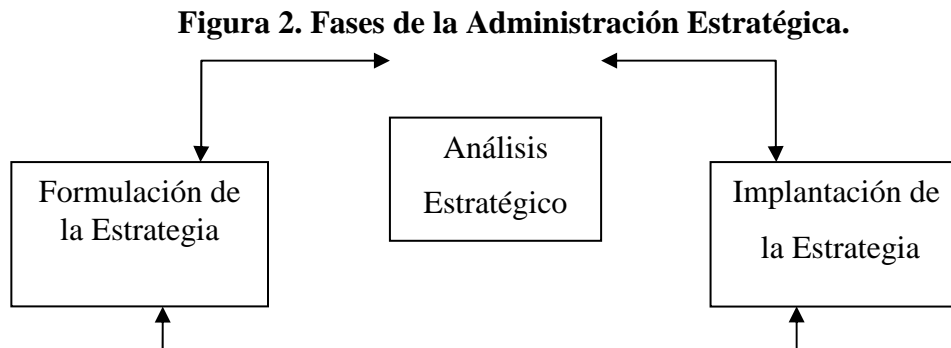 Figura 2. Fases de la Administración Estratégica.
Análisis
Estratégico
Formulación de
la Estrategia
Implantación de
la Estrategia